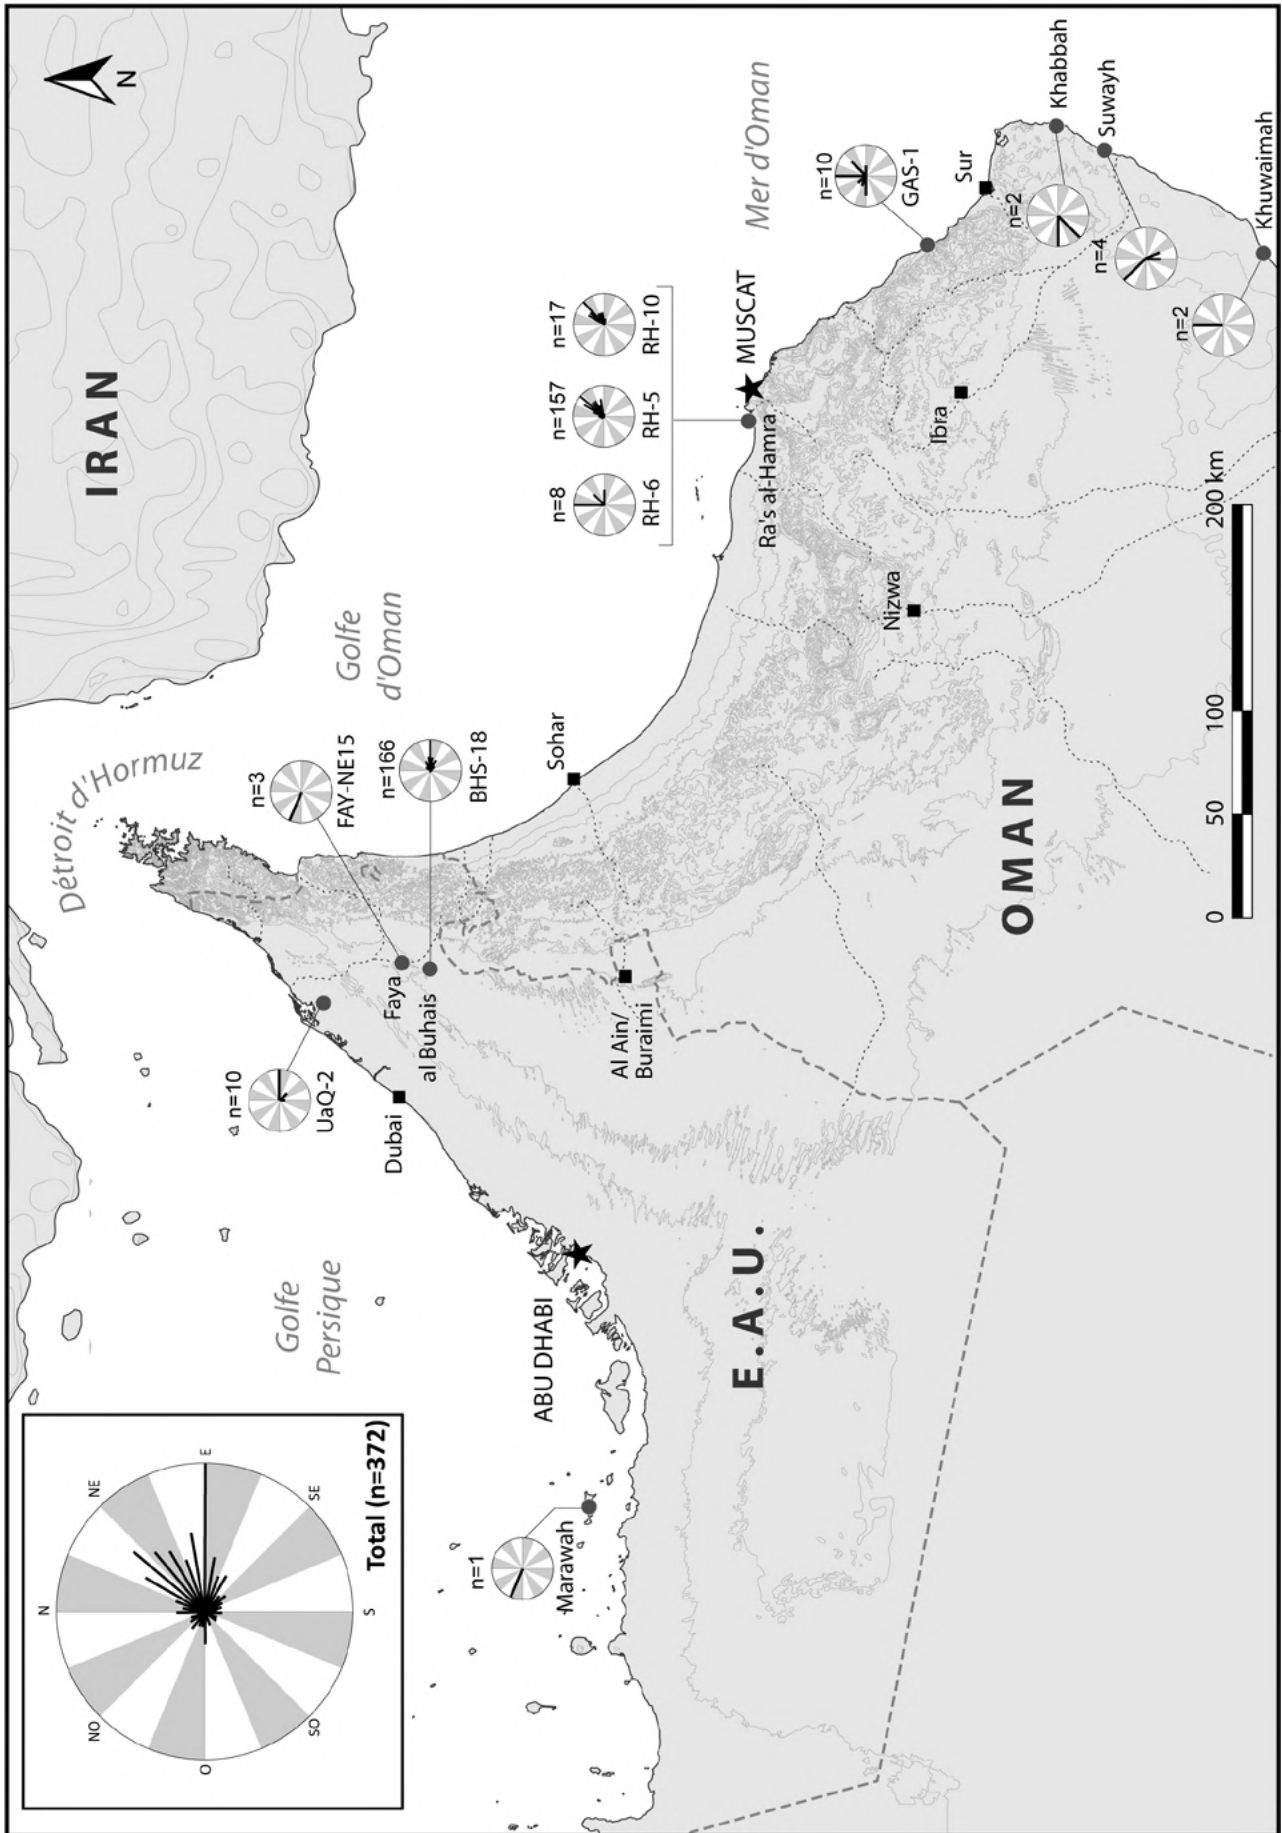 N
NO
NE
O
E
SO
SE
S
Total (n=372)
IRAN
N
Détroit d'Hormuz
Golfe
Persique
Golfe
d'Oman
Mer d'Oman
n=10
UaQ-2
n=3
FAY-NE15
n=166
BHS-18
n=8
RH-6
n=157
RH-5
n=17
RH-10
n=10
GAS-1
n=1
Marawah
ABU DHABI
Dubai
Faya
al Buhais
Al Ain/
Buraimi
Sohar
Ra's al-Hamra
MUSCAT
Nizwa
Ibra
Sur
n=2
Khabbah
n=4
Suwayh
n=2
Khuwaimah
E.A.U.
OMAN
0
50
100
200 km